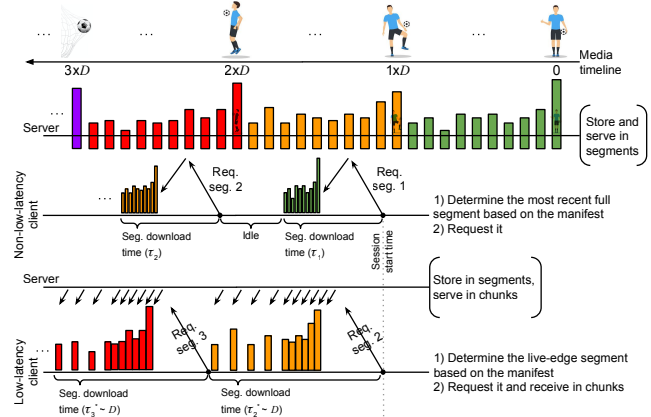 ... ... ... ...
Media
timeline
3xD 2xD 1xD 0
Server
Store and
serve in
segments
Non-low-latency
client
...
Req.
seg. 2
Req.
seg. 1
Seg. download
time (τ2)
Idle
Seg. download
time (τ1)
Session
start time
1) Determine the most recent full
segment based on the manifest
2) Request it
Server
Store in segments,
serve in chunks
Low-latency
client
...
Req.
seg. 3
Req.
seg. 2
Seg. download
time (τ3* ~ D)
Seg. download
time (τ2* ~ D)
1) Determine the live-edge segment
based on the manifest
2) Request it and receive in chunks